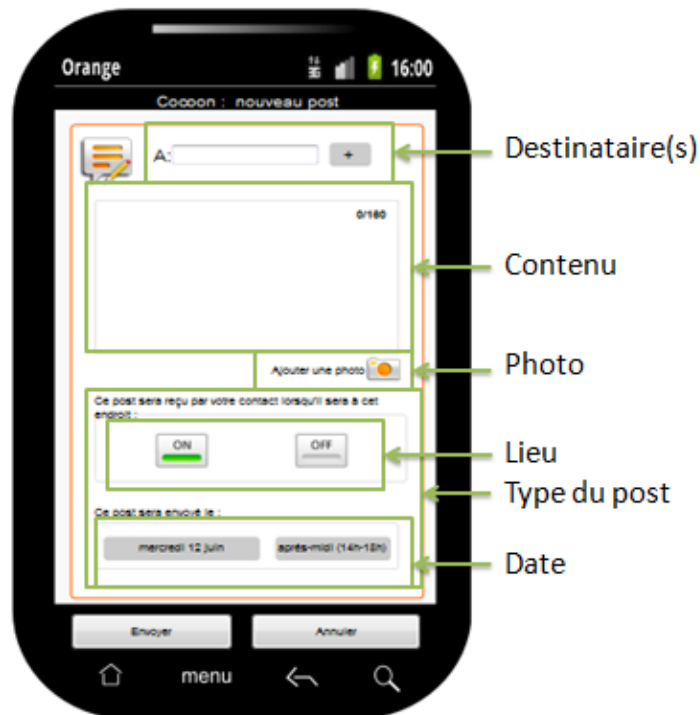 Orange 3G 16:00
Cocoon : nouveau post
A: +
Destinataire(s)
0/160
Contenu
Ajouter une photo
Photo
Ce post sera reçu par votre contact lorsqu'il sera à cet
endroit :
ON OFF
Lieu
Type du post
Ce post sera envoyé le :
mercredi 12 juin après-midi (14h-18h)
Date
Envoyer Annuler
menu